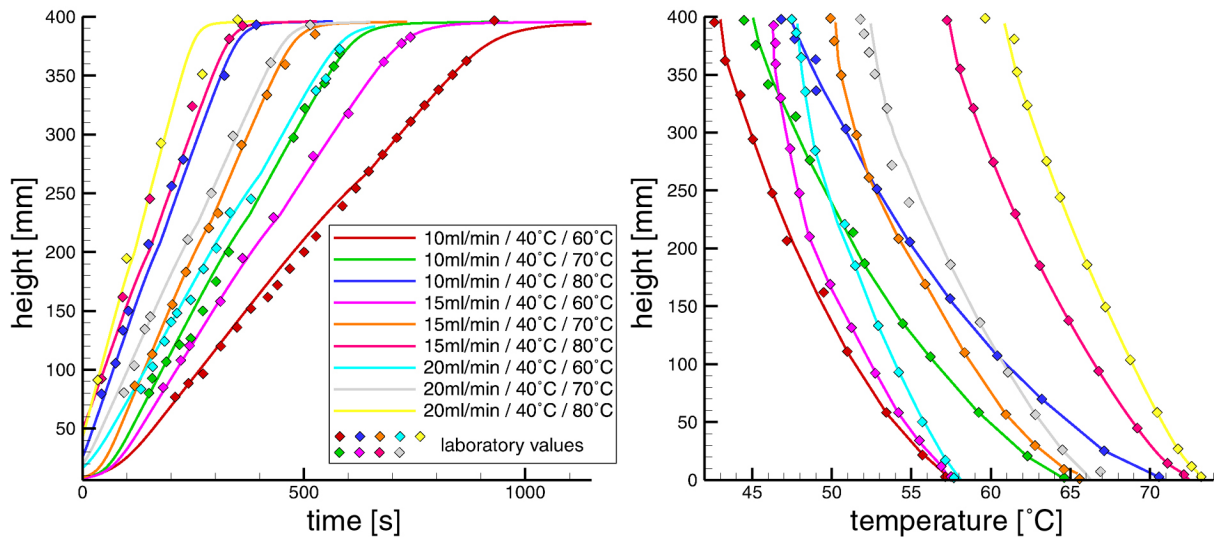 400
350
300
250
200
150
100
50
height [mm]
0
500
1000
time [s]
10ml/min / 40˚C / 60˚C
10ml/min / 40˚C / 70˚C
10ml/min / 40˚C / 80˚C
15ml/min / 40˚C / 60˚C
15ml/min / 40˚C / 70˚C
15ml/min / 40˚C / 80˚C
20ml/min / 40˚C / 60˚C
20ml/min / 40˚C / 70˚C
20ml/min / 40˚C / 80˚C
laboratory values
400
350
300
250
200
150
100
50
0
height [mm]
45
50
55
60
65
70
temperature [˚C]